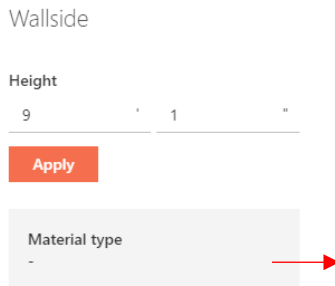 Wallside
Height
9 ' 1 "
Apply
Material type
-